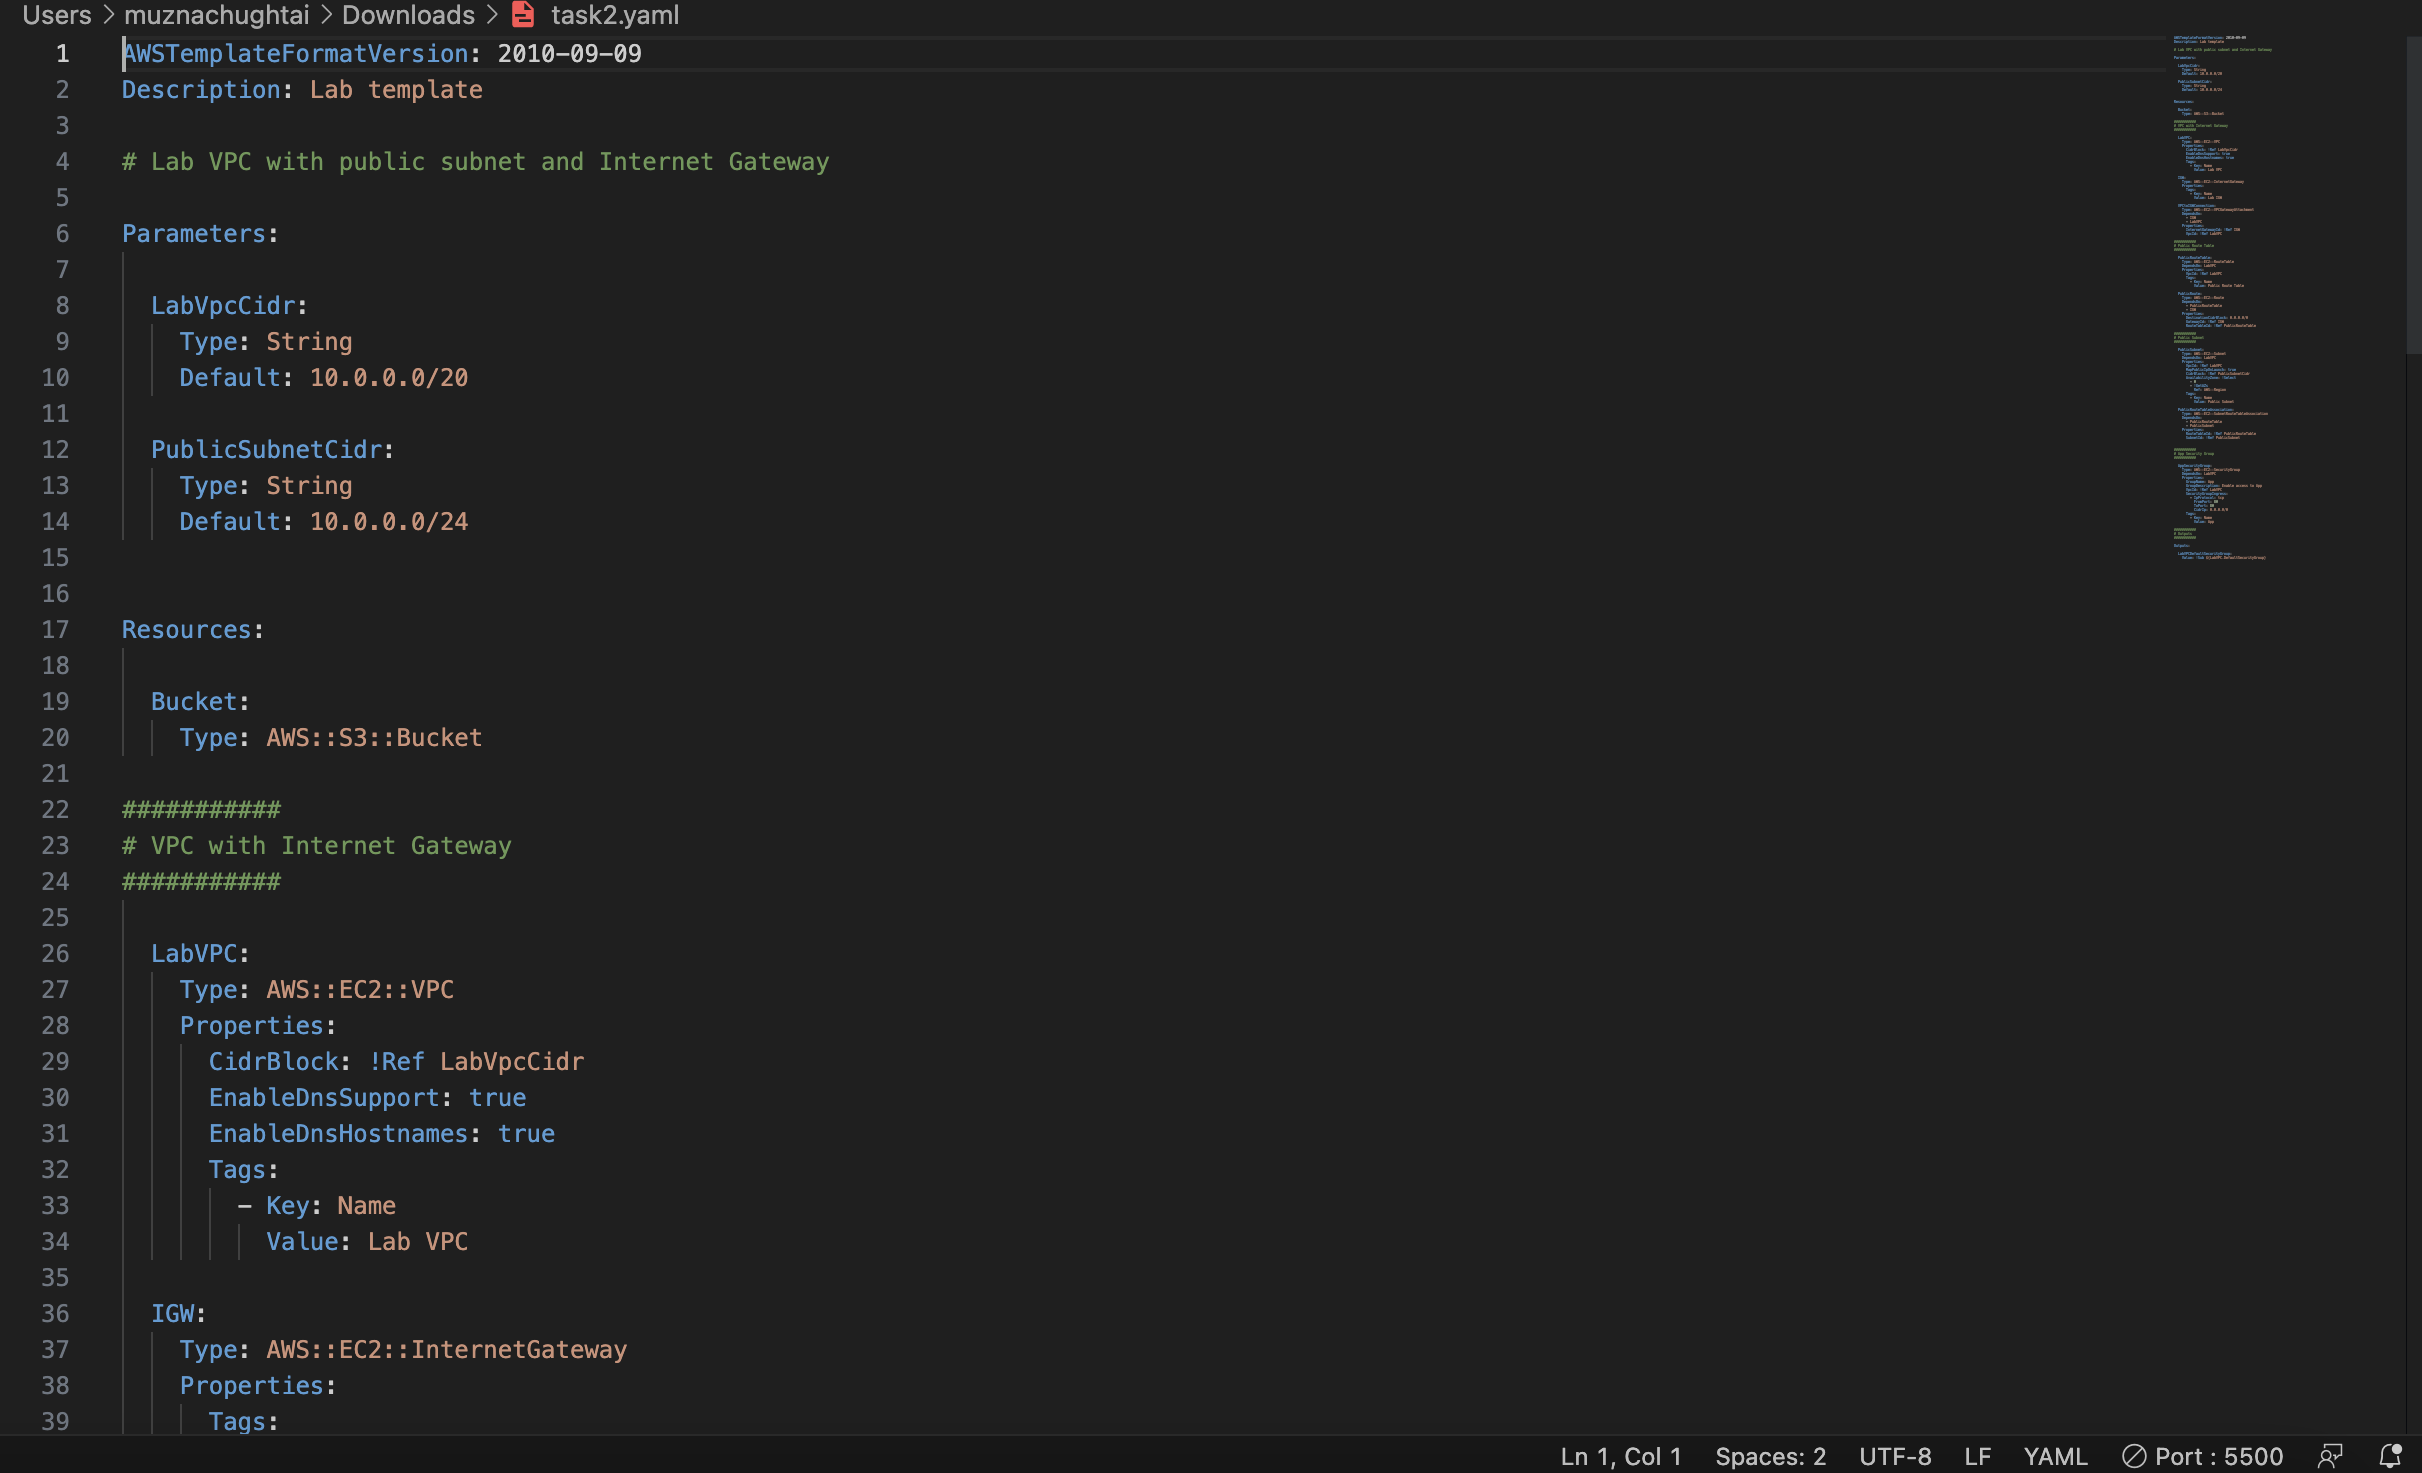 Users > muznachughtai > Downloads > task2.yaml
1 AWSTemplateFormatVersion: 2010-09-09
2 Description: Lab template
3
4 # Lab VPC with public subnet and Internet Gateway
5
6 Parameters:
7
8   LabVpcCidr:
9     Type: String
10     Default: 10.0.0.0/20
11
12   PublicSubnetCidr:
13     Type: String
14     Default: 10.0.0.0/24
15
16
17 Resources:
18
19   Bucket:
20     Type: AWS::S3::Bucket
21
22 ###########
23 # VPC with Internet Gateway
24 ###########
25
26   LabVPC:
27     Type: AWS::EC2::VPC
28     Properties:
29       CidrBlock: !Ref LabVpcCidr
30       EnableDnsSupport: true
31       EnableDnsHostnames: true
32       Tags:
33         - Key: Name
34           Value: Lab VPC
35
36   IGW:
37     Type: AWS::EC2::InternetGateway
38     Properties:
39       Tags:
Ln 1, Col 1 Spaces: 2 UTF-8 LF YAML Port : 5500